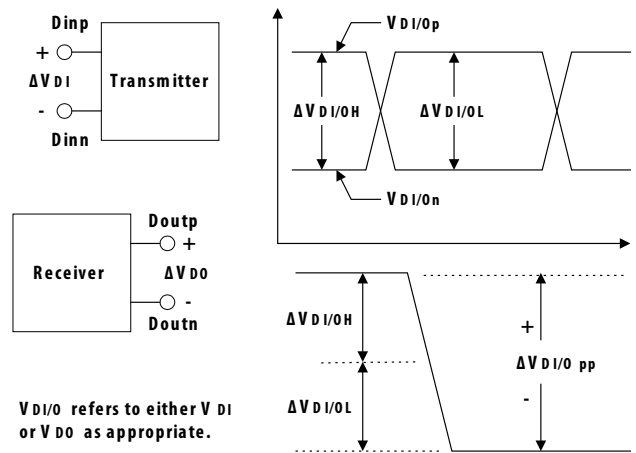 Dinp
+
ΔV DI
-
Dinn
Transmitter
Doutp
+
ΔV DO
-
Doutn
Receiver
V DI/O refers to either V DI
or V DO as appropriate.
V DI/Op
ΔV DI/OH
ΔV DI/OL
V DI/On
ΔV DI/OH
ΔV DI/OL
+
ΔV DI/O pp
-